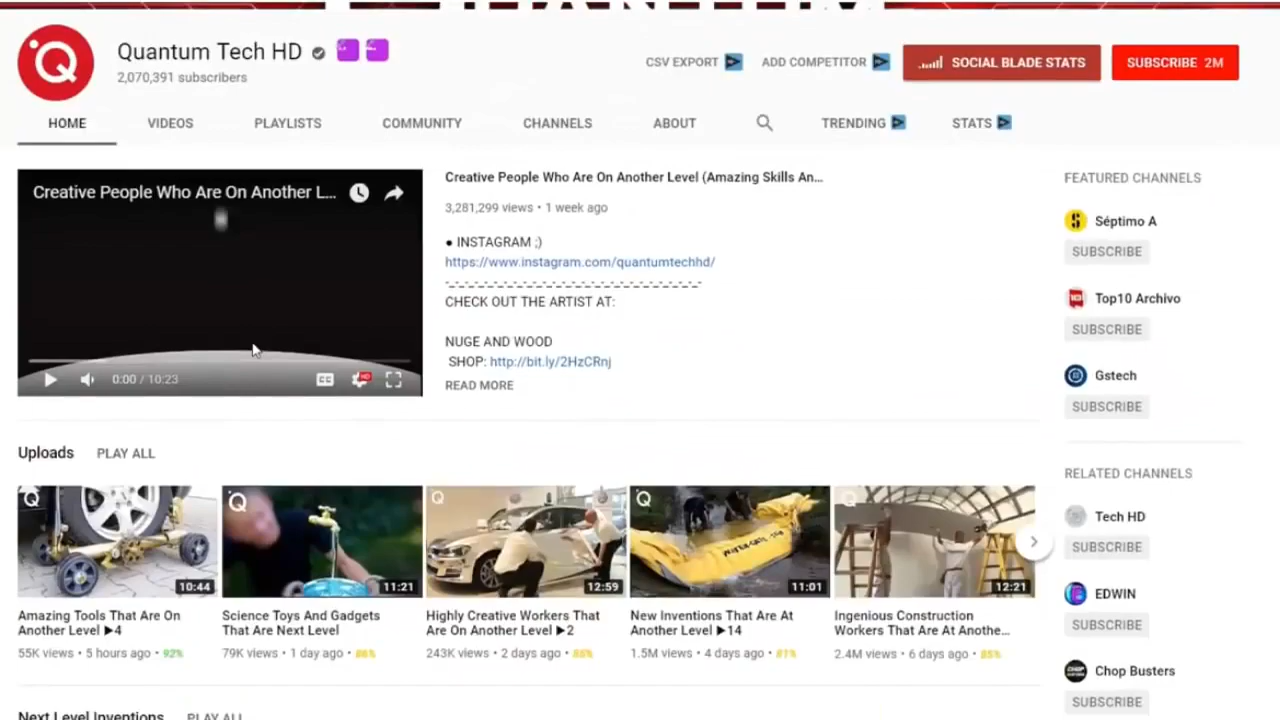 Quantum Tech HD
2,070,391 subscribers
CSV EXPORT
ADD COMPETITOR
SOCIAL BLADE STATS
SUBSCRIBE 2M
HOME
VIDEOS
PLAYLISTS
COMMUNITY
CHANNELS
ABOUT
TRENDING
STATS
Creative People Who Are On Another L...
0:00 / 10:23
CC
HD
Creative People Who Are On Another Level (Amazing Skills An...
3,281,299 views • 1 week ago
● INSTAGRAM ;)
https://www.instagram.com/quantumtechhd/
CHECK OUT THE ARTIST AT:
NUGE AND WOOD
SHOP: http://bit.ly/2HzCRnj
READ MORE
FEATURED CHANNELS
Séptimo A
SUBSCRIBE
Top10 Archivo
SUBSCRIBE
Gstech
SUBSCRIBE
RELATED CHANNELS
Tech HD
SUBSCRIBE
EDWIN
SUBSCRIBE
Chop Busters
SUBSCRIBE
Uploads
PLAY ALL
10:44
11:21
12:59
11:01
12:21
Amazing Tools That Are On
Another Level ▶4
55K views • 5 hours ago • 92%
Science Toys And Gadgets
That Are Next Level
79K views • 1 day ago • 86%
Highly Creative Workers That
Are On Another Level ▶2
243K views • 2 days ago • 85%
New Inventions That Are At
Another Level ▶14
1.5M views • 4 days ago • 81%
Ingenious Construction
Workers That Are At Anothe...
2.4M views • 6 days ago • 85%
Next Level Inventions
PLAY ALL